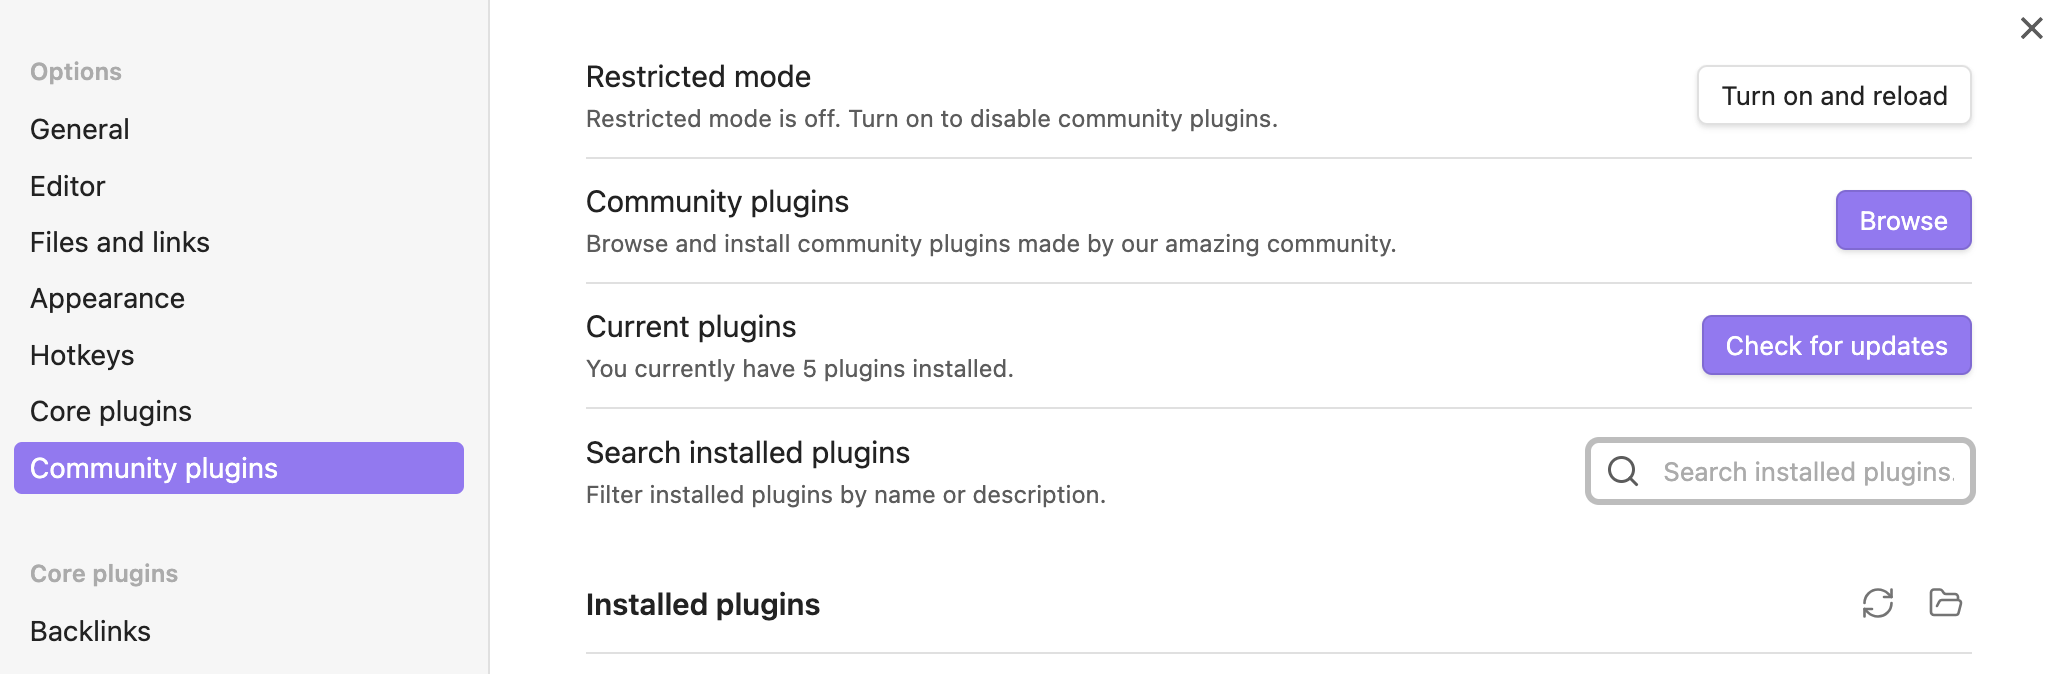 Options
General
Editor
Files and links
Appearance
Hotkeys
Core plugins
Community plugins
Core plugins
Backlinks
Restricted mode
Restricted mode is off. Turn on to disable community plugins.
Turn on and reload
Community plugins
Browse and install community plugins made by our amazing community.
Browse
Current plugins
You currently have 5 plugins installed.
Check for updates
Search installed plugins
Filter installed plugins by name or description.
Search installed plugins.
Installed plugins